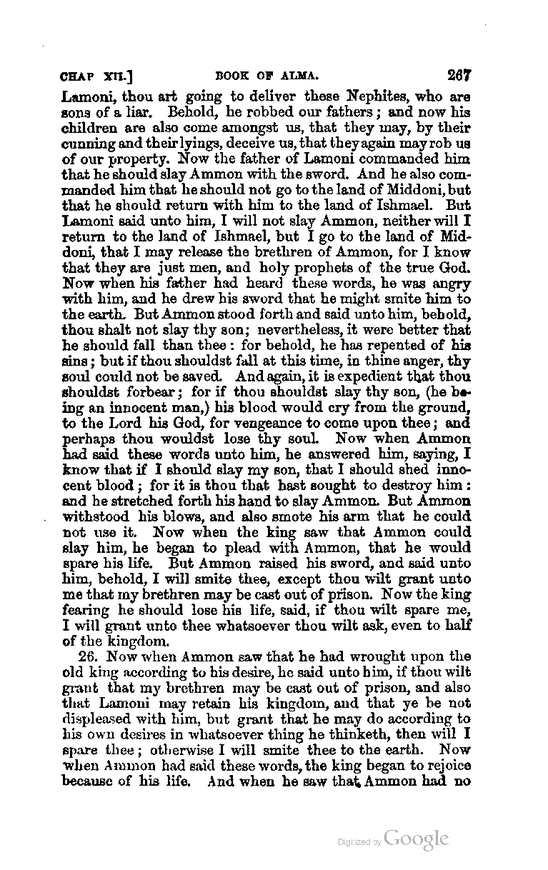 CHAP XII.] BOOK OF ALMA. 267
Lamoni, thou art going to deliver these Nephites, who are
sons of a liar. Behold, he robbed our fathers; and now his
children are also come amongst us, that they may, by their
cunning and their lyings, deceive us, that they again may rob us
of our property. Now the father of Lamoni commanded him
that he should slay Ammon with the sword. And he also com-
manded him that he should not go to the land of Middoni, but
that he should return with him to the land of Ishmael. But
Lamoni said unto him, I will not slay Ammon, neither will I
return to the land of Ishmael, but I go to the land of Mid-
doni, that I may release the brethren of Ammon, for I know
that they are just men, and holy prophets of the true God.
Now when his father had heard these words, he was angry
with him, and he drew his sword that he might smite him to
the earth. But Ammon stood forth and said unto him, behold,
thou shalt not slay thy son; nevertheless, it were better that
he should fall than thee: for behold, he has repented of his
sins; but if thou shouldst fall at this time, in thine anger, thy
soul could not be saved. And again, it is expedient that thou
shouldst forbear; for if thou shouldst slay thy son, (he be-
ing an innocent man,) his blood would cry from the ground,
to the Lord his God, for vengeance to come upon thee; and
perhaps thou wouldst lose thy soul. Now when Ammon
had said these words unto him, he answered him, saying, I
know that if I should slay my son, that I should shed inno-
cent blood; for it is thou that hast sought to destroy him:
and he stretched forth his hand to slay Ammon. But Ammon
withstood his blows, and also smote his arm that he could
not use it. Now when the king saw that Ammon could
slay him, he began to plead with Ammon, that he would
spare his life. But Ammon raised his sword, and said unto
him, behold, I will smite thee, except thou wilt grant unto
me that my brethren may be cast out of prison. Now the king
fearing he should lose his life, said, if thou wilt spare me,
I will grant unto thee whatsoever thou wilt ask, even to half
of the kingdom.
26. Now when Ammon saw that he had wrought upon the
old king according to his desire, he said unto him, if thou wilt
grant that my brethren may be cast out of prison, and also
that Lamoni may retain his kingdom, and that ye be not
displeased with him, but grant that he may do according to
his own desires in whatsoever thing he thinketh, then will I
spare thee; otherwise I will smite thee to the earth. Now
when Ammon had said these words, the king began to rejoice
because of his life. And when he saw that Ammon had no
Digitized by Google